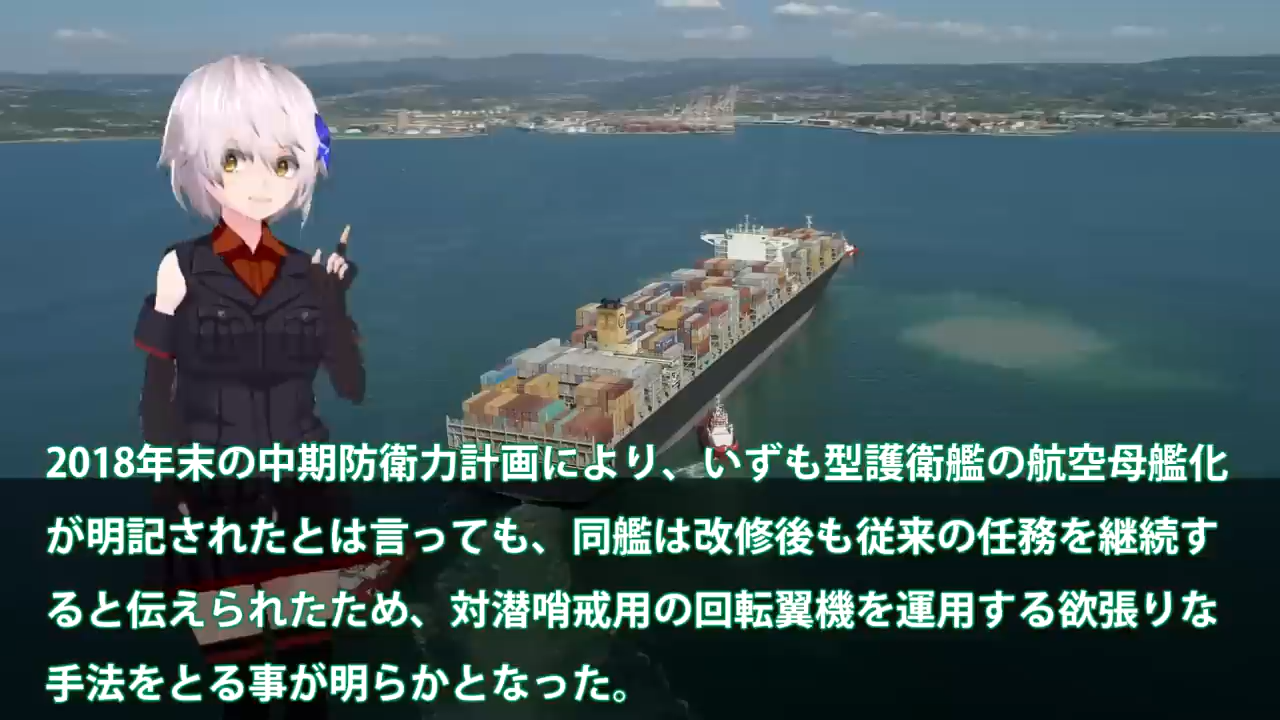 2018年末の中期防衛力計画により、いずも型護衛艦の航空母艦化
が明記されたとは言っても、同艦は改修後も従来の任務を継続す
ると伝えられたため、対潜哨戒用の回転翼機を運用する欲張りな
手法をとる事が明らかとなった。